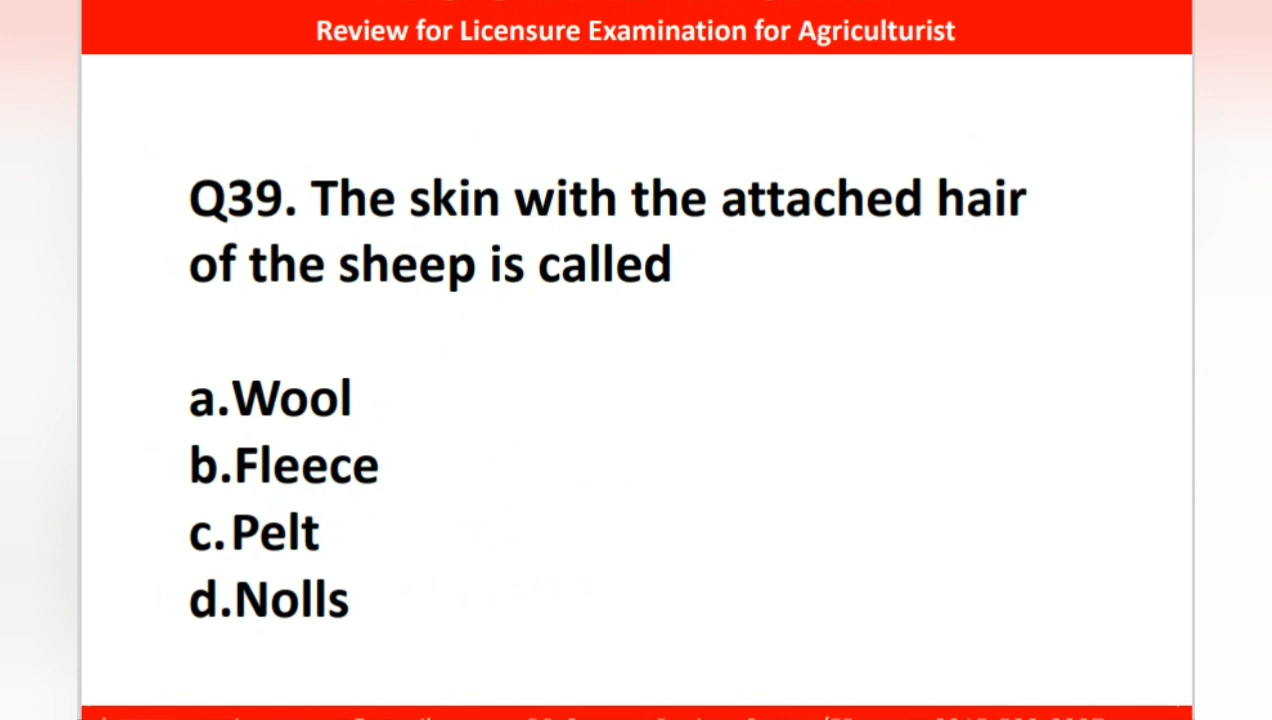 Review for Licensure Examination for Agriculturist
Q39. The skin with the attached hair
of the sheep is called
a.Wool
b.Fleece
c.Pelt
d.Nolls